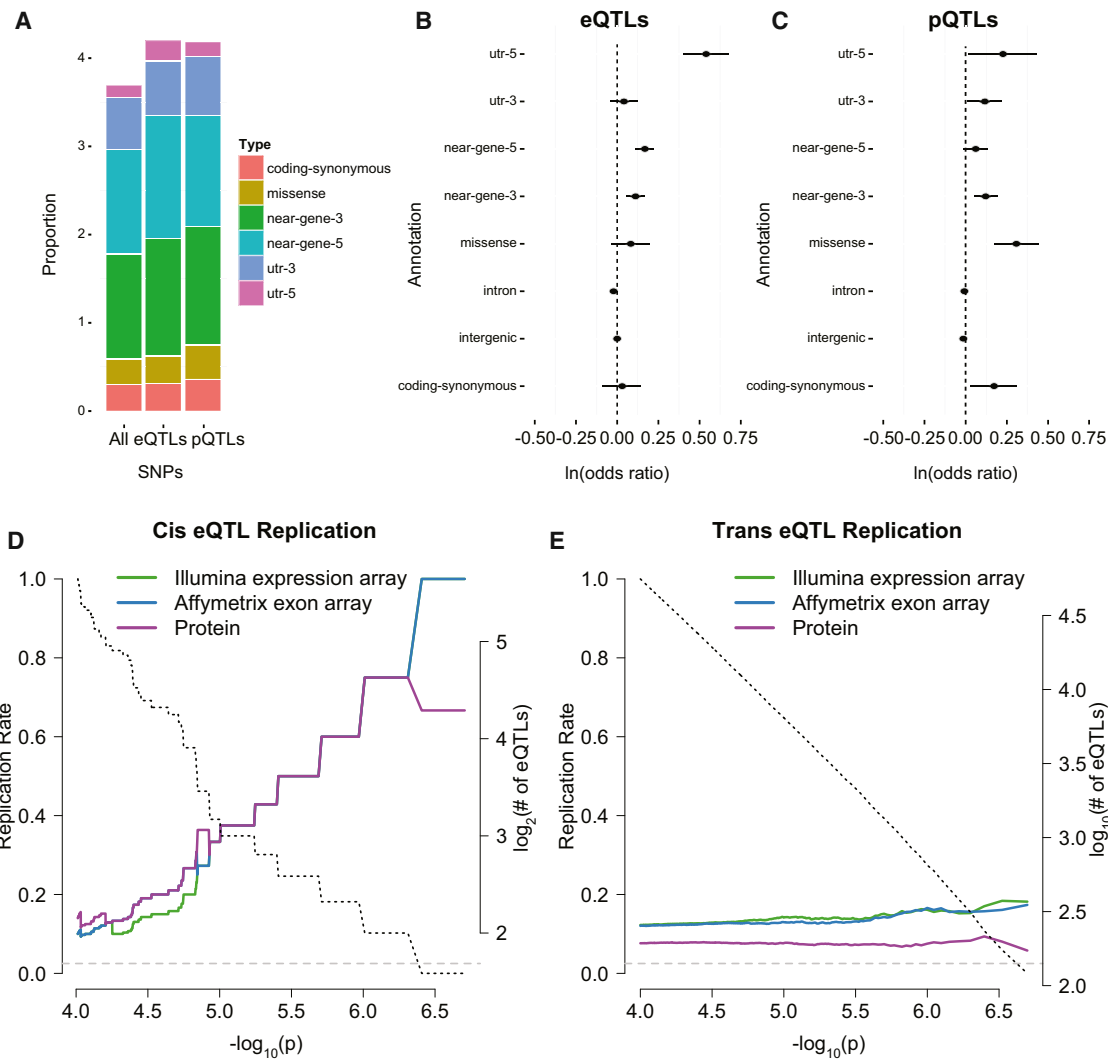 A
4
3
2
1
0
Proportion
All eQTLs pQTLs
SNPs
Type
coding-synonymous
missense
near-gene-3
near-gene-5
utr-3
utr-5
B
eQTLs
utr-5
utr-3
near-gene-5
near-gene-3
missense
intron
intergenic
coding-synonymous
Annotation
-0.50 -0.25 0.00 0.25 0.50 0.75
ln(odds ratio)
C
pQTLs
utr-5
utr-3
near-gene-5
near-gene-3
missense
intron
intergenic
coding-synonymous
Annotation
-0.50 -0.25 0.00 0.25 0.50 0.75
ln(odds ratio)
D
Cis eQTL Replication
Illumina expression array
Affymetrix exon array
Protein
1.0
0.8
0.6
0.4
0.2
0.0
Replication Rate
5
4
3
2
log2(# of eQTLs)
4.0 4.5 5.0 5.5 6.0 6.5
-log10(p)
E
Trans eQTL Replication
Illumina expression array
Affymetrix exon array
Protein
1.0
0.8
0.6
0.4
0.2
0.0
Replication Rate
4.5
4.0
3.5
3.0
2.5
2.0
log10(# of eQTLs)
4.0 4.5 5.0 5.5 6.0 6.5
-log10(p)